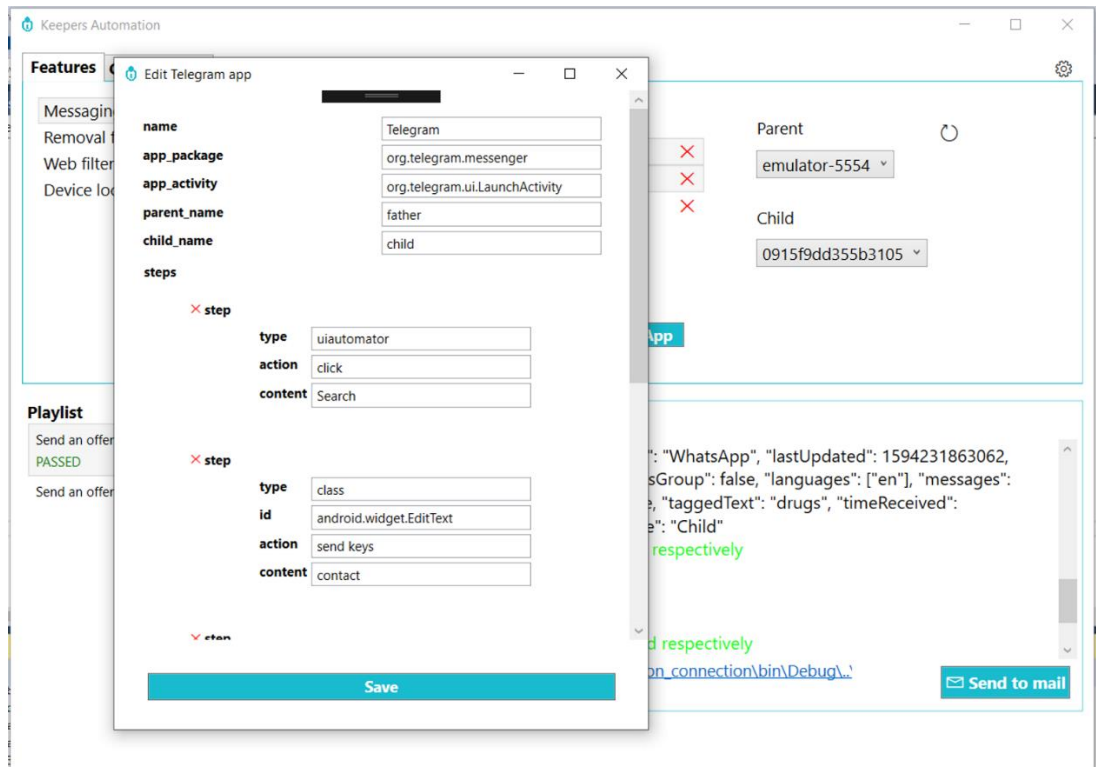 Keepers Automation
Features
Edit Telegram app
Messagin
Removal f
Web filter
Device loc
name Telegram
app_package org.telegram.messenger
app_activity org.telegram.ui.LaunchActivity
parent_name father
child_name child
steps
step
type uiautomator
action click
content Search
step
type class
id android.widget.EditText
action send keys
content contact
step
Save
Parent
emulator-5554
Child
0915f9dd355b3105
App
Playlist
Send an offer
PASSED
Send an offer
": "WhatsApp", "lastUpdated": 1594231863062,
sGroup": false, "languages": ["en"], "messages":
e, "taggedText": "drugs", "timeReceived":
e": "Child"
respectively
d respectively
on_connection\bin\Debug\..'
Send to mail